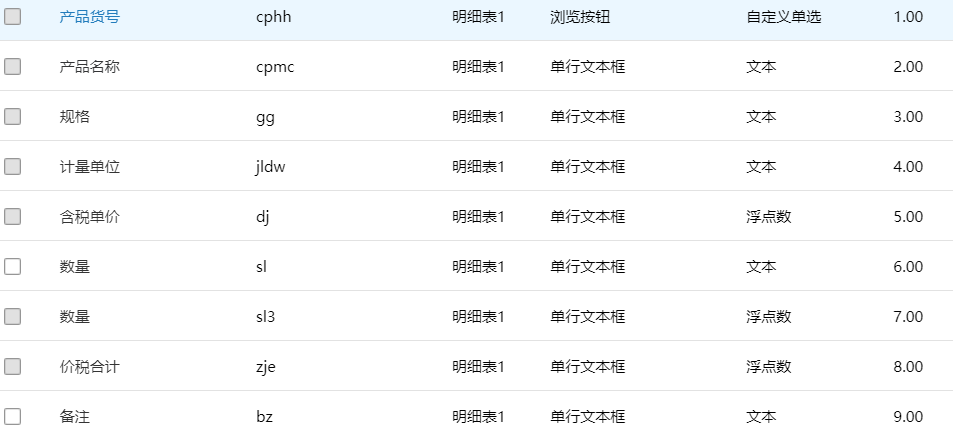 产品货号 cphh 明细表1 浏览按钮 自定义单选 1.00
产品名称 cpmc 明细表1 单行文本框 文本 2.00
规格 gg 明细表1 单行文本框 文本 3.00
计量单位 jldw 明细表1 单行文本框 文本 4.00
含税单价 dj 明细表1 单行文本框 浮点数 5.00
数量 sl 明细表1 单行文本框 文本 6.00
数量 sl3 明细表1 单行文本框 浮点数 7.00
价税合计 zje 明细表1 单行文本框 浮点数 8.00
备注 bz 明细表1 单行文本框 文本 9.00